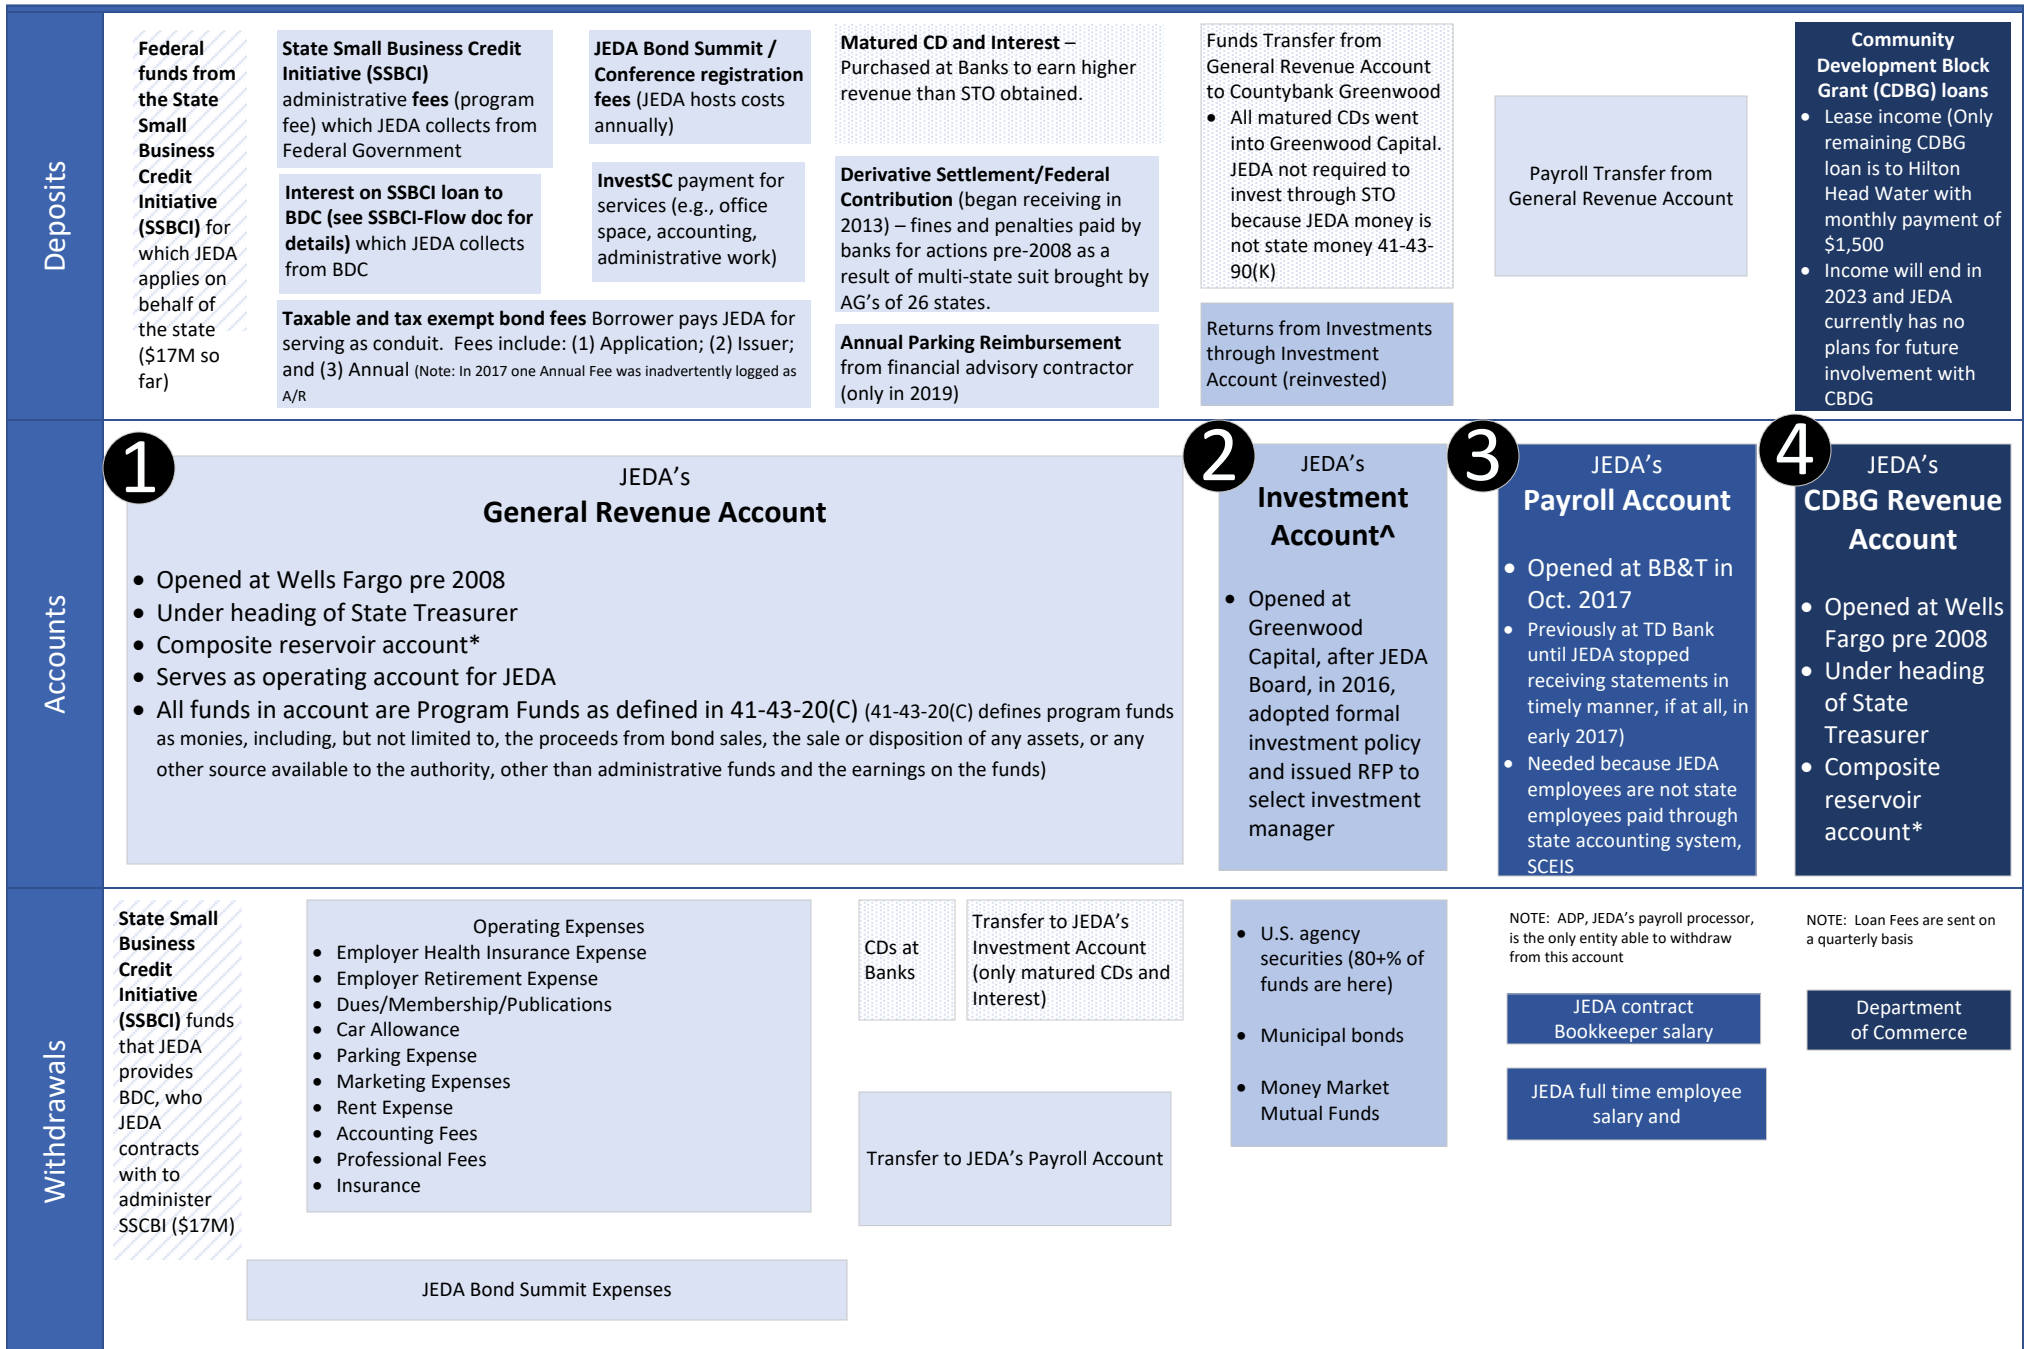 Deposits
Federal
funds from
the State
Small
Business
Credit
Initiative
(SSBCI) for
which JEDA
applies on
behalf of
the state
($17M so
far)
State Small Business Credit
Initiative (SSBCI)
administrative fees (program
fee) which JEDA collects from
Federal Government
Interest on SSBCI loan to
BDC (see SSBCI-Flow doc for
details) which JEDA collects
from BDC
JEDA Bond Summit /
Conference registration
fees (JEDA hosts costs
annually)
InvestSC payment for
services (e.g., office
space, accounting,
administrative work)
Taxable and tax exempt bond fees Borrower pays JEDA for
serving as conduit.  Fees include: (1) Application; (2) Issuer;
and (3) Annual (Note: In 2017 one Annual Fee was inadvertently logged as
A/R
Matured CD and Interest –
Purchased at Banks to earn higher
revenue than STO obtained.
Derivative Settlement/Federal
Contribution (began receiving in
2013) – fines and penalties paid by
banks for actions pre-2008 as a
result of multi-state suit brought by
AG's of 26 states.
Annual Parking Reimbursement
from financial advisory contractor
(only in 2019)
Funds Transfer from
General Revenue Account
to Countybank Greenwood
• All matured CDs went
into Greenwood Capital.
JEDA not required to
invest through STO
because JEDA money is
not state money 41-43-
90(K)
Returns from Investments
through Investment
Account (reinvested)
Payroll Transfer from
General Revenue Account
Community
Development Block
Grant (CDBG) loans
• Lease income (Only
remaining CDBG
loan is to Hilton
Head Water with
monthly payment of
$1,500
• Income will end in
2023 and JEDA
currently has no
plans for future
involvement with
CBDG
Accounts
1
JEDA's
General Revenue Account
• Opened at Wells Fargo pre 2008
• Under heading of State Treasurer
• Composite reservoir account*
• Serves as operating account for JEDA
• All funds in account are Program Funds as defined in 41-43-20(C) (41-43-20(C) defines program funds
as monies, including, but not limited to, the proceeds from bond sales, the sale or disposition of any assets, or any
other source available to the authority, other than administrative funds and the earnings on the funds)
2
JEDA's
Investment
Account^
• Opened at
Greenwood
Capital, after JEDA
Board, in 2016,
adopted formal
investment policy
and issued RFP to
select investment
manager
3
JEDA's
Payroll Account
• Opened at BB&T in
Oct. 2017
• Previously at TD Bank
until JEDA stopped
receiving statements in
timely manner, if at all, in
early 2017)
• Needed because JEDA
employees are not state
employees paid through
state accounting system,
SCEIS
4
JEDA's
CDBG Revenue
Account
• Opened at Wells
Fargo pre 2008
• Under heading
of State
Treasurer
• Composite
reservoir
account*
Withdrawals
State Small
Business
Credit
Initiative
(SSBCI) funds
that JEDA
provides
BDC, who
JEDA
contracts
with to
administer
SSCBI ($17M)
Operating Expenses
• Employer Health Insurance Expense
• Employer Retirement Expense
• Dues/Membership/Publications
• Car Allowance
• Parking Expense
• Marketing Expenses
• Rent Expense
• Accounting Fees
• Professional Fees
• Insurance
JEDA Bond Summit Expenses
CDs at
Banks
Transfer to JEDA's
Investment Account
(only matured CDs and
Interest)
Transfer to JEDA's Payroll Account
• U.S. agency
securities (80+% of
funds are here)
• Municipal bonds
• Money Market
Mutual Funds
NOTE:  ADP, JEDA's payroll processor,
is the only entity able to withdraw
from this account
JEDA contract
Bookkeeper salary
JEDA full time employee
salary and
NOTE:  Loan Fees are sent on
a quarterly basis
Department
of Commerce